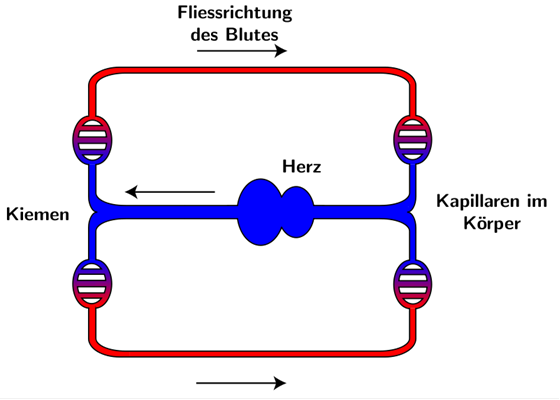 Fliessrichtung
des Blutes
Herz
Kiemen
Kapillaren im
Körper